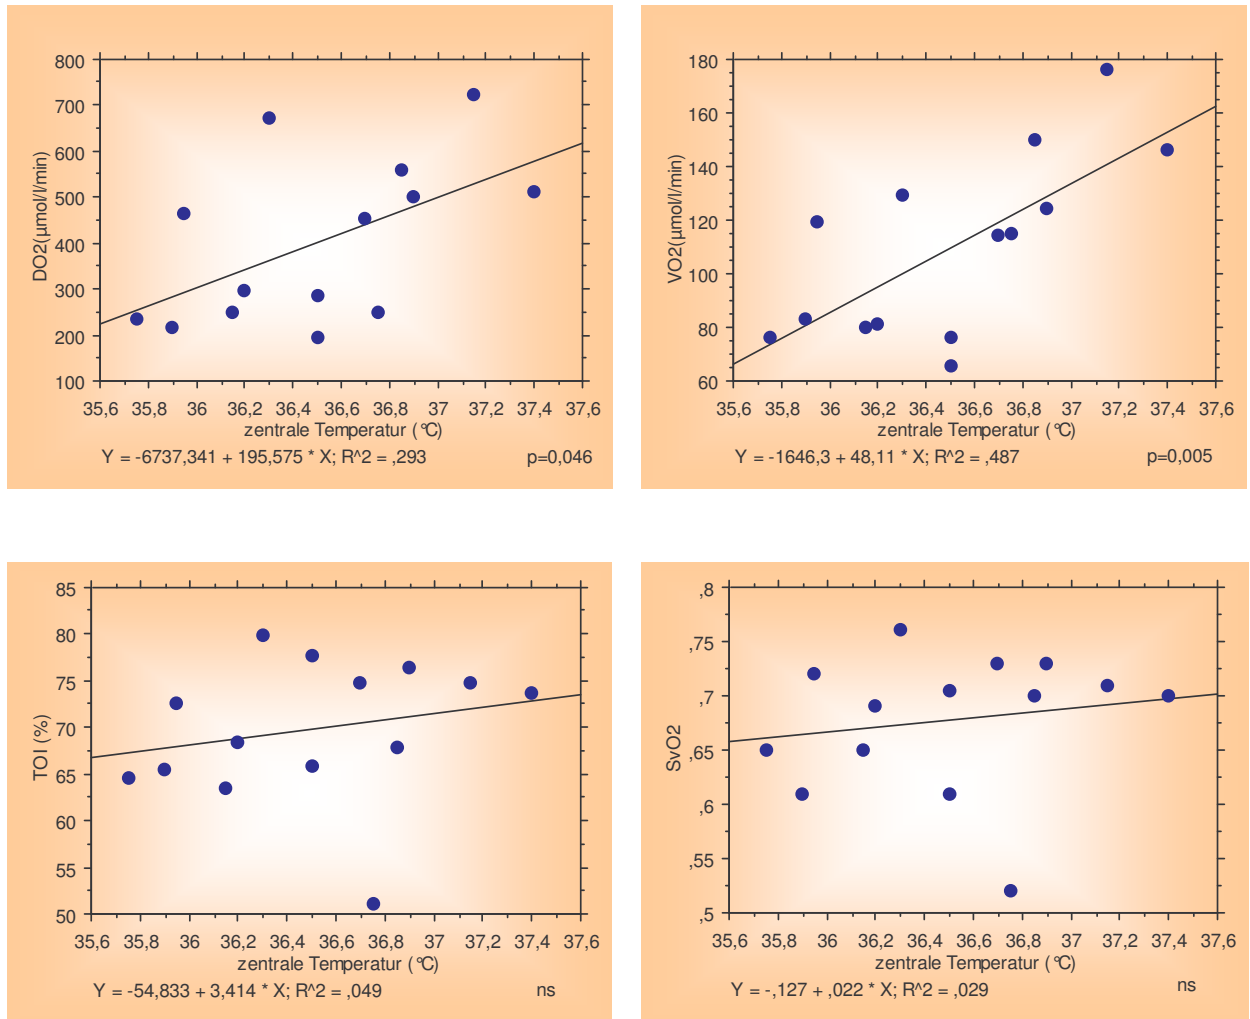 800
700
600
500
400
300
200
100
DO2(µmol/l/min)
35,6 35,8 36 36,2 36,4 36,6 36,8 37 37,2 37,4 37,6
zentrale Temperatur (°C)
Y = -6737,341 + 195,575 * X; R^2 = ,293 p=0,046
180
160
140
120
100
80
60
VO2(µmol/l/min)
35,6 35,8 36 36,2 36,4 36,6 36,8 37 37,2 37,4 37,6
zentrale Temperatur (°C)
Y = -1646,3 + 48,11 * X; R^2 = ,487 p=0,005
85
80
75
70
65
60
55
50
TOI (%)
35,6 35,8 36 36,2 36,4 36,6 36,8 37 37,2 37,4 37,6
zentrale Temperatur (°C)
Y = -54,833 + 3,414 * X; R^2 = ,049 ns
,8
,75
,7
,65
,6
,55
,5
SvO2
35,6 35,8 36 36,2 36,4 36,6 36,8 37 37,2 37,4 37,6
zentrale Temperatur (°C)
Y = -,127 + ,022 * X; R^2 = ,029 ns